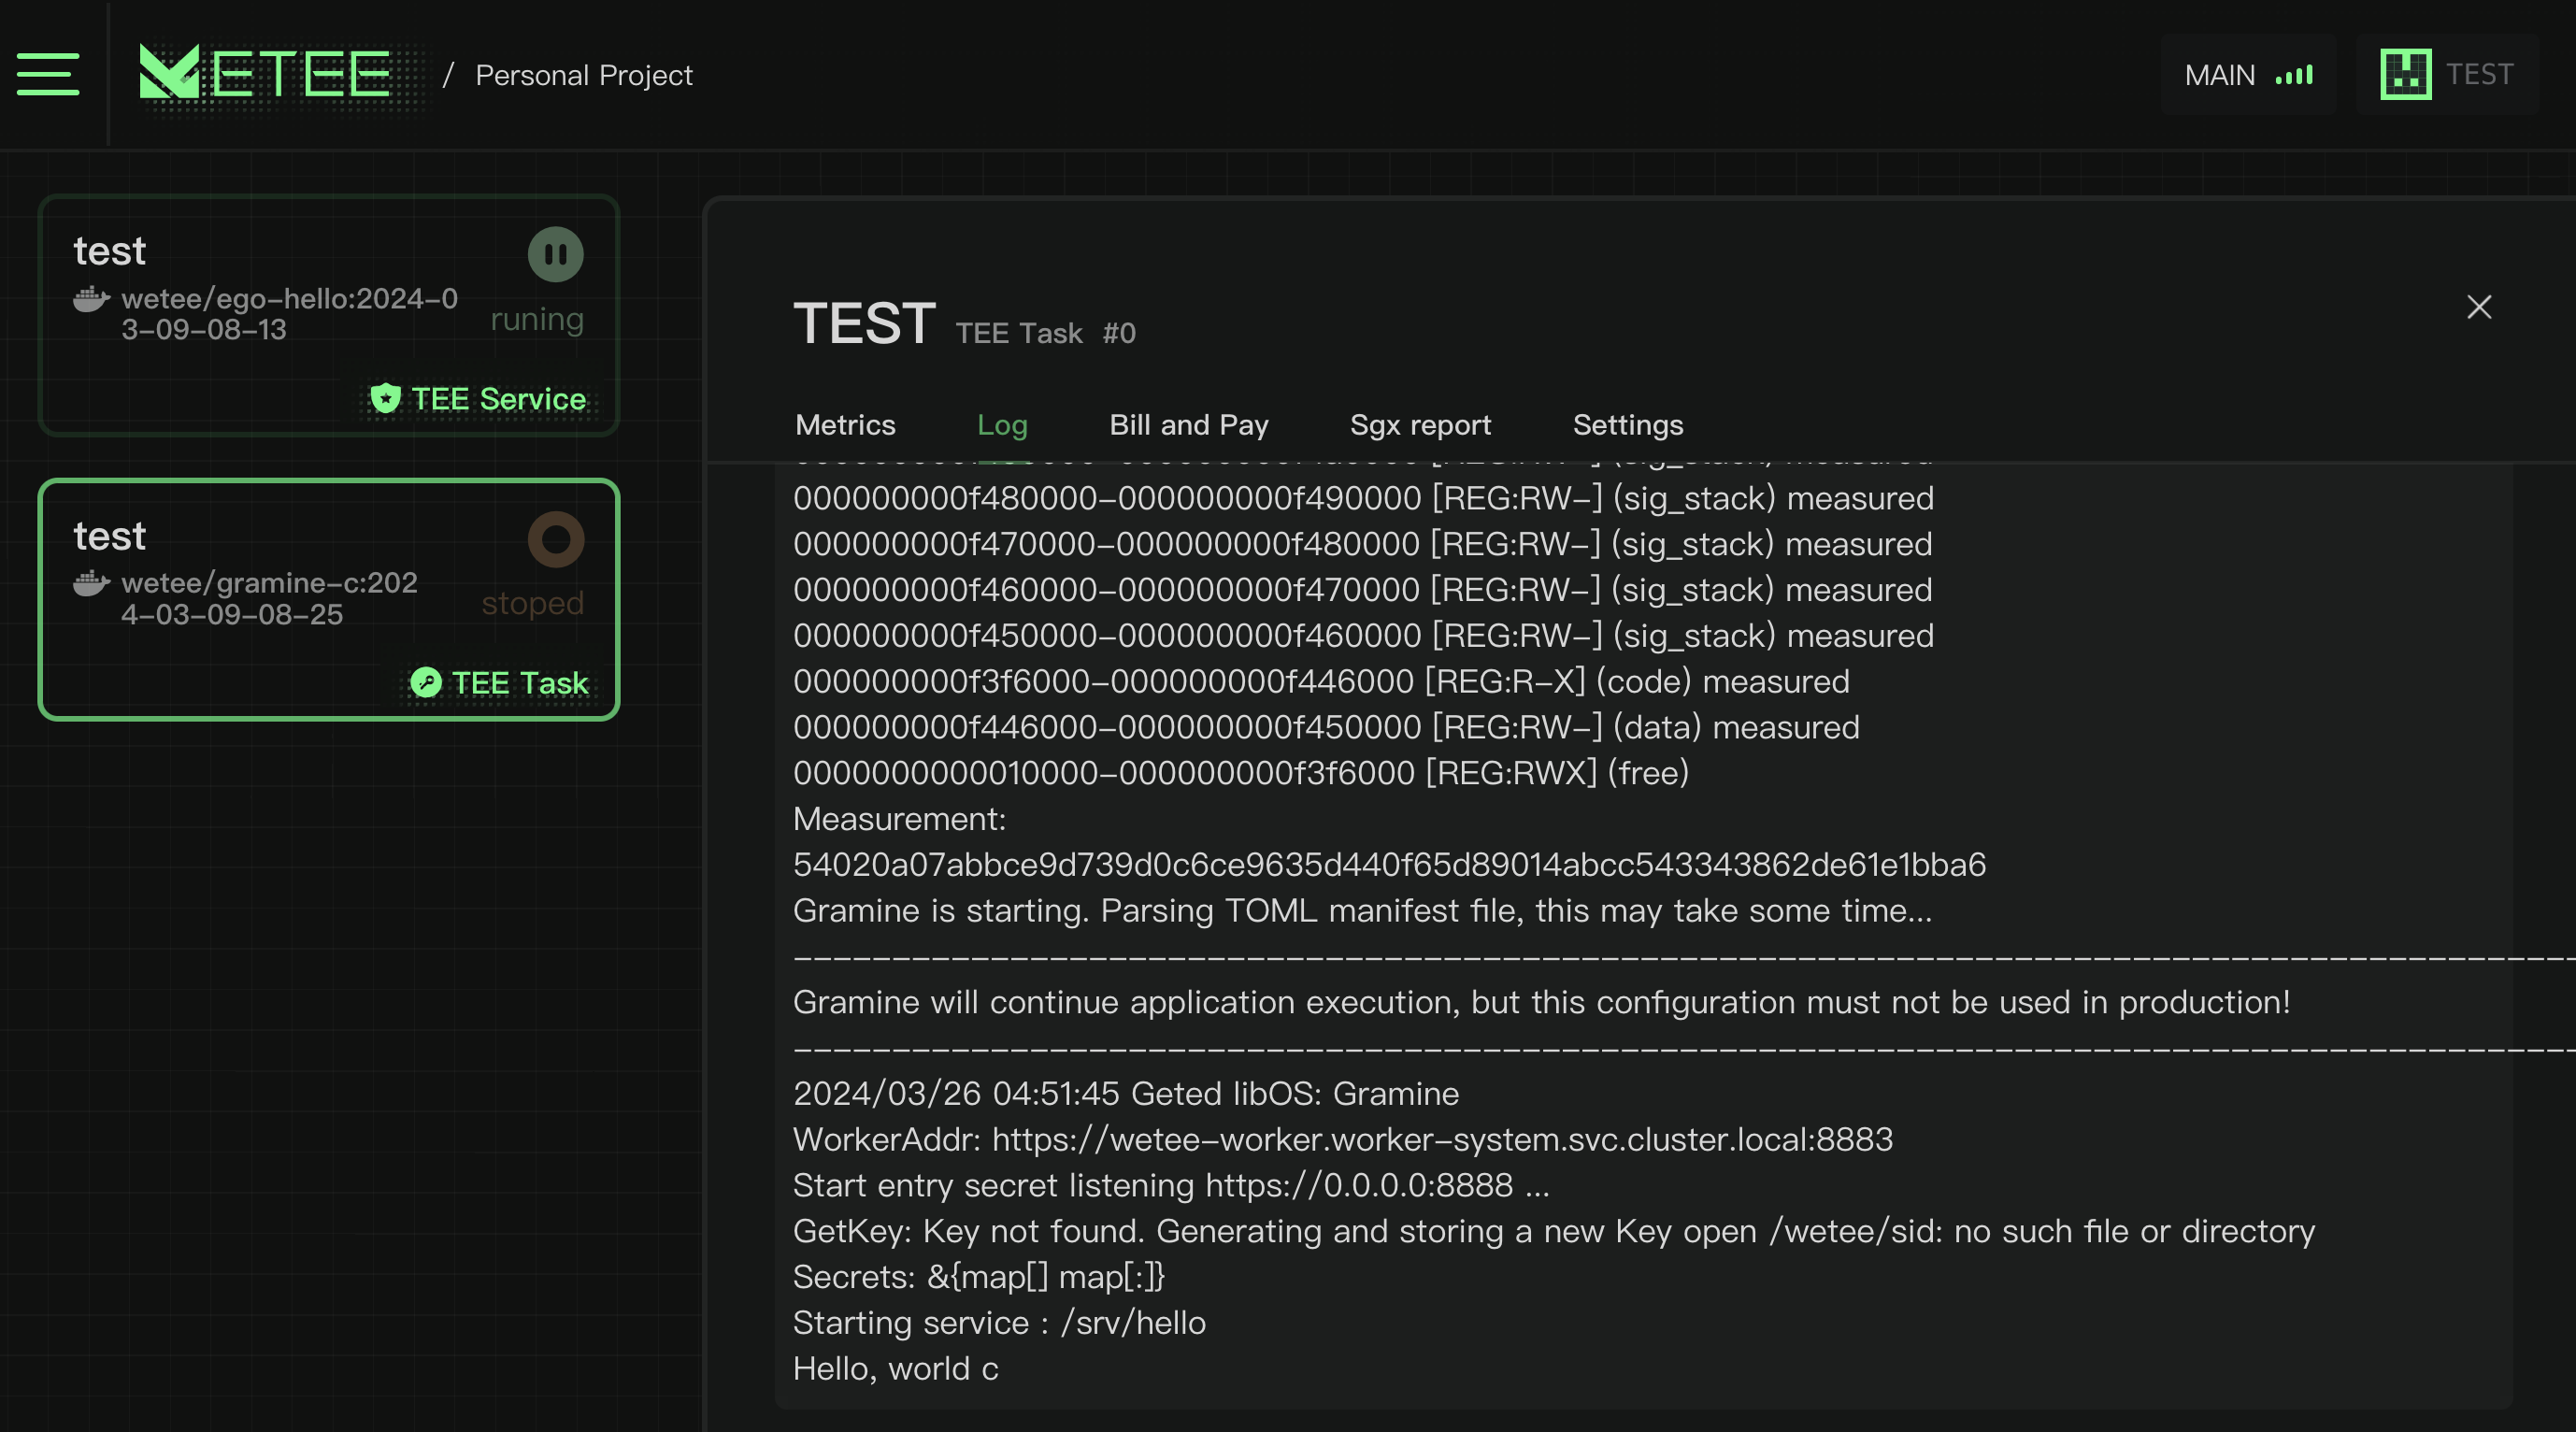 WETEE / Personal Project
MAIN
TEST
test
wetee/ego-hello:2024-0
3-09-08-13
runing
TEE Service
test
wetee/gramine-c:202
4-03-09-08-25
stoped
TEE Task
TEST TEE Task #0
Metrics Log Bill and Pay Sgx report Settings
000000000f480000-000000000f490000 [REG:RW-] (sig_stack) measured
000000000f470000-000000000f480000 [REG:RW-] (sig_stack) measured
000000000f460000-000000000f470000 [REG:RW-] (sig_stack) measured
000000000f450000-000000000f460000 [REG:RW-] (sig_stack) measured
000000000f3f6000-000000000f446000 [REG:R-X] (code) measured
000000000f446000-000000000f450000 [REG:RW-] (data) measured
0000000000010000-000000000f3f6000 [REG:RWX] (free)
Measurement:
54020a07abbce9d739d0c6ce9635d440f65d89014abcc543343862de61e1bba6
Gramine is starting. Parsing TOML manifest file, this may take some time...
-----------------------------------------------------------------------------------------
Gramine will continue application execution, but this configuration must not be used in production!
-----------------------------------------------------------------------------------------
2024/03/26 04:51:45 Geted libOS: Gramine
WorkerAddr: https://wetee-worker.worker-system.svc.cluster.local:8883
Start entry secret listening https://0.0.0.0:8888 ...
GetKey: Key not found. Generating and storing a new Key open /wetee/sid: no such file or directory
Secrets: &{map[] map[:]}
Starting service : /srv/hello
Hello, world c